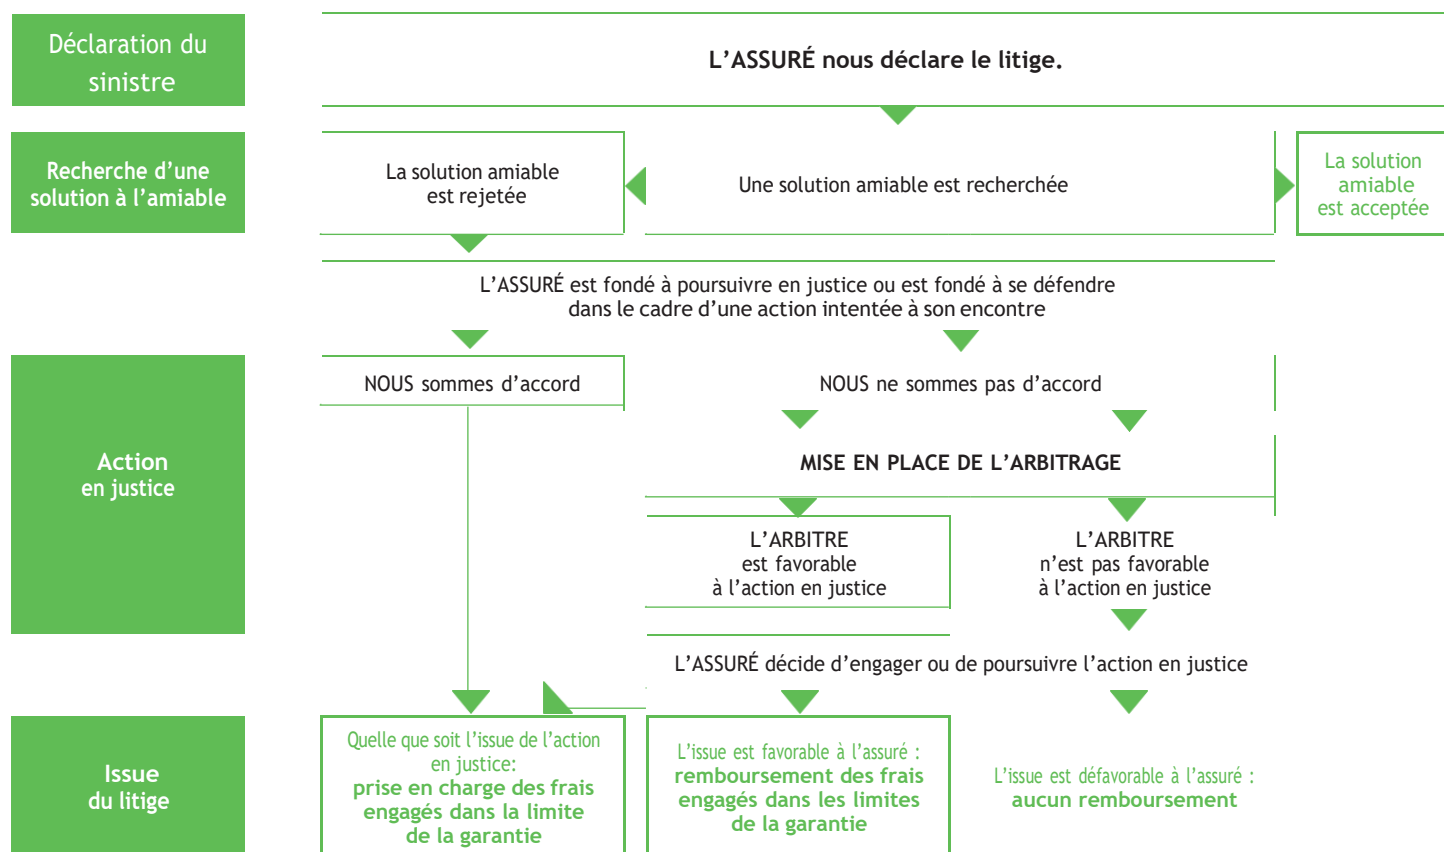 Déclaration du
sinistre
L’ASSURÉ nous déclare le litige.
Recherche d’une
solution à l’amiable
La solution amiable
est rejetée
Une solution amiable est recherchée
La solution
amiable
est acceptée
L’ASSURÉ est fondé à poursuivre en justice ou est fondé à se défendre
dans le cadre d’une action intentée à son encontre
Action
en justice
NOUS sommes d’accord
NOUS ne sommes pas d’accord
MISE EN PLACE DE L’ARBITRAGE
L’ARBITRE
est favorable
à l’action en justice
L’ARBITRE
n’est pas favorable
à l’action en justice
L’ASSURÉ décide d’engager ou de poursuivre l’action en justice
Issue
du litige
Quelle que soit l’issue de l’action
en justice:
prise en charge des frais
engagés dans la limite
de la garantie
L’issue est favorable à l’assuré :
remboursement des frais
engagés dans les limites
de la garantie
L’issue est défavorable à l’assuré :
aucun remboursement